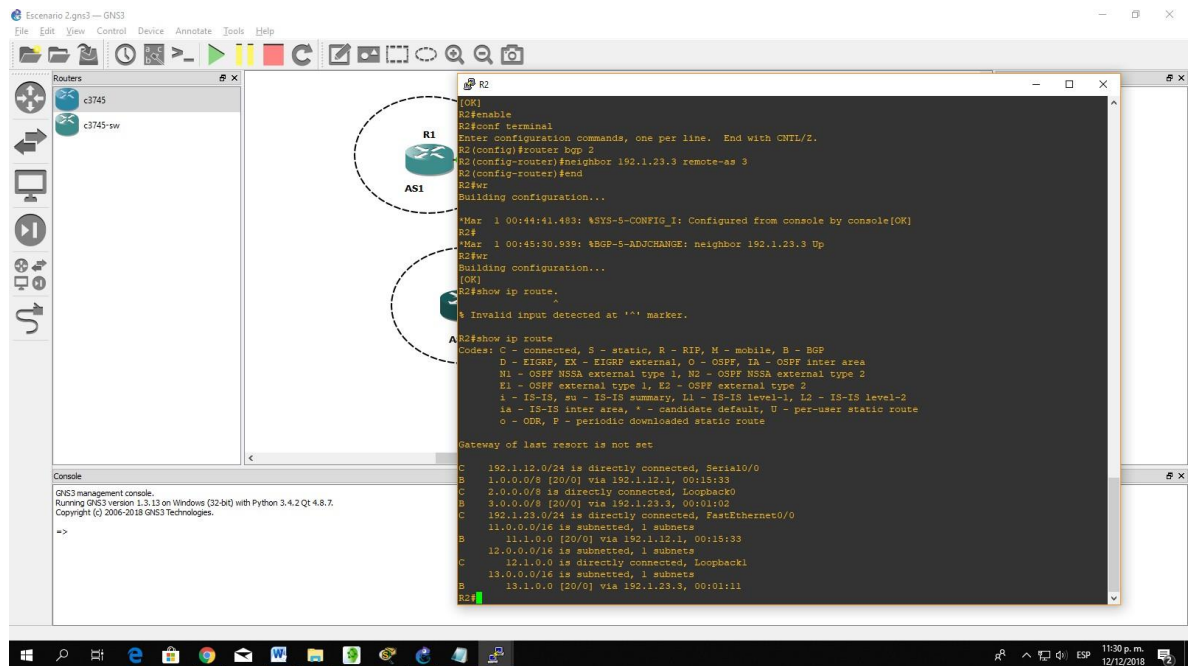 Escenario 2.gns3 — GNS3
File Edit View Control Device Annotate Tools Help
Routers
c3745
c3745-sw
R1
AS1
A
R2
[OK]
R2#enable
R2#conf terminal
Enter configuration commands, one per line.  End with CNTL/Z.
R2(config)#router bgp 2
R2(config-router)#neighbor 192.1.23.3 remote-as 3
R2(config-router)#end
R2#wr
Building configuration...
*Mar  1 00:44:41.483: %SYS-5-CONFIG_I: Configured from console by console[OK]
R2#
*Mar  1 00:45:30.939: %BGP-5-ADJCHANGE: neighbor 192.1.23.3 Up
R2#wr
Building configuration...
[OK]
R2#show ip route.
^
% Invalid input detected at '^' marker.
R2#show ip route
Codes: C - connected, S - static, R - RIP, M - mobile, B - BGP
D - EIGRP, EX - EIGRP external, O - OSPF, IA - OSPF inter area
N1 - OSPF NSSA external type 1, N2 - OSPF NSSA external type 2
E1 - OSPF external type 1, E2 - OSPF external type 2
i - IS-IS, su - IS-IS summary, L1 - IS-IS level-1, L2 - IS-IS level-2
ia - IS-IS inter area, * - candidate default, U - per-user static route
o - ODR, P - periodic downloaded static route
Gateway of last resort is not set
C    192.1.12.0/24 is directly connected, Serial0/0
B    1.0.0.0/8 [20/0] via 192.1.12.1, 00:15:33
C    2.0.0.0/8 is directly connected, Loopback0
B    3.0.0.0/8 [20/0] via 192.1.23.3, 00:01:02
C    192.1.23.0/24 is directly connected, FastEthernet0/0
11.0.0.0/16 is subnetted, 1 subnets
B       11.1.0.0 [20/0] via 192.1.12.1, 00:15:33
12.0.0.0/16 is subnetted, 1 subnets
C       12.1.0.0 is directly connected, Loopback1
13.0.0.0/16 is subnetted, 1 subnets
B       13.1.0.0 [20/0] via 192.1.23.3, 00:01:11
R2#
Console
GNS3 management console.
Running GNS3 version 1.3.13 on Windows (32-bit) with Python 3.4.2 Qt 4.8.7.
Copyright (c) 2006-2018 GNS3 Technologies.
=>
ESP
11:30 p. m.
12/12/2018